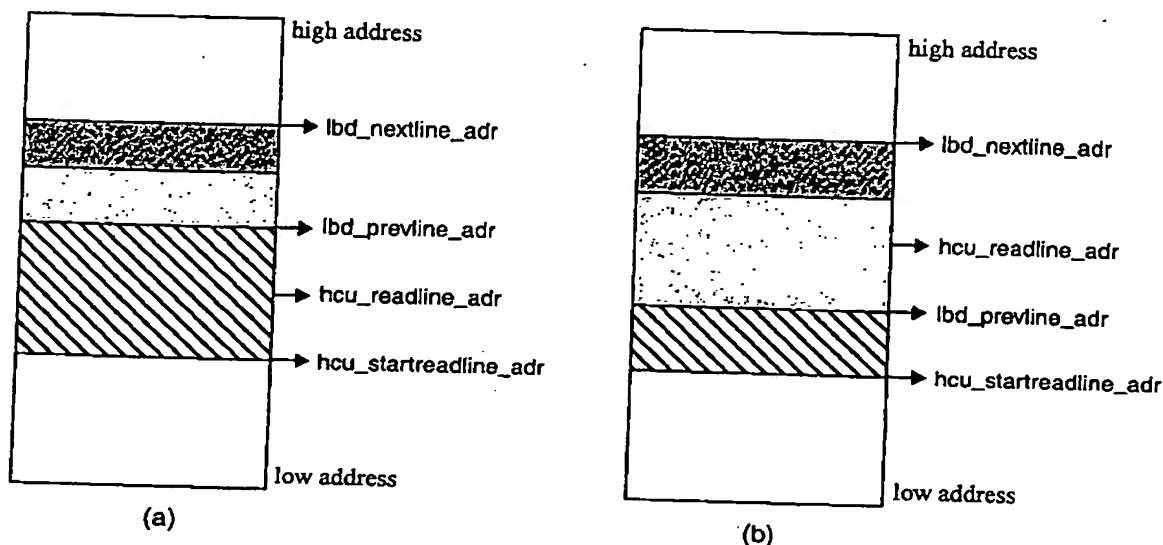 high address
lbd_nextline_adr
lbd_prevline_adr
hcu_readline_adr
hcu_startreadline_adr
low address
(a)
high address
lbd_nextline_adr
hcu_readline_adr
lbd_prevline_adr
hcu_startreadline_adr
low address
(b)